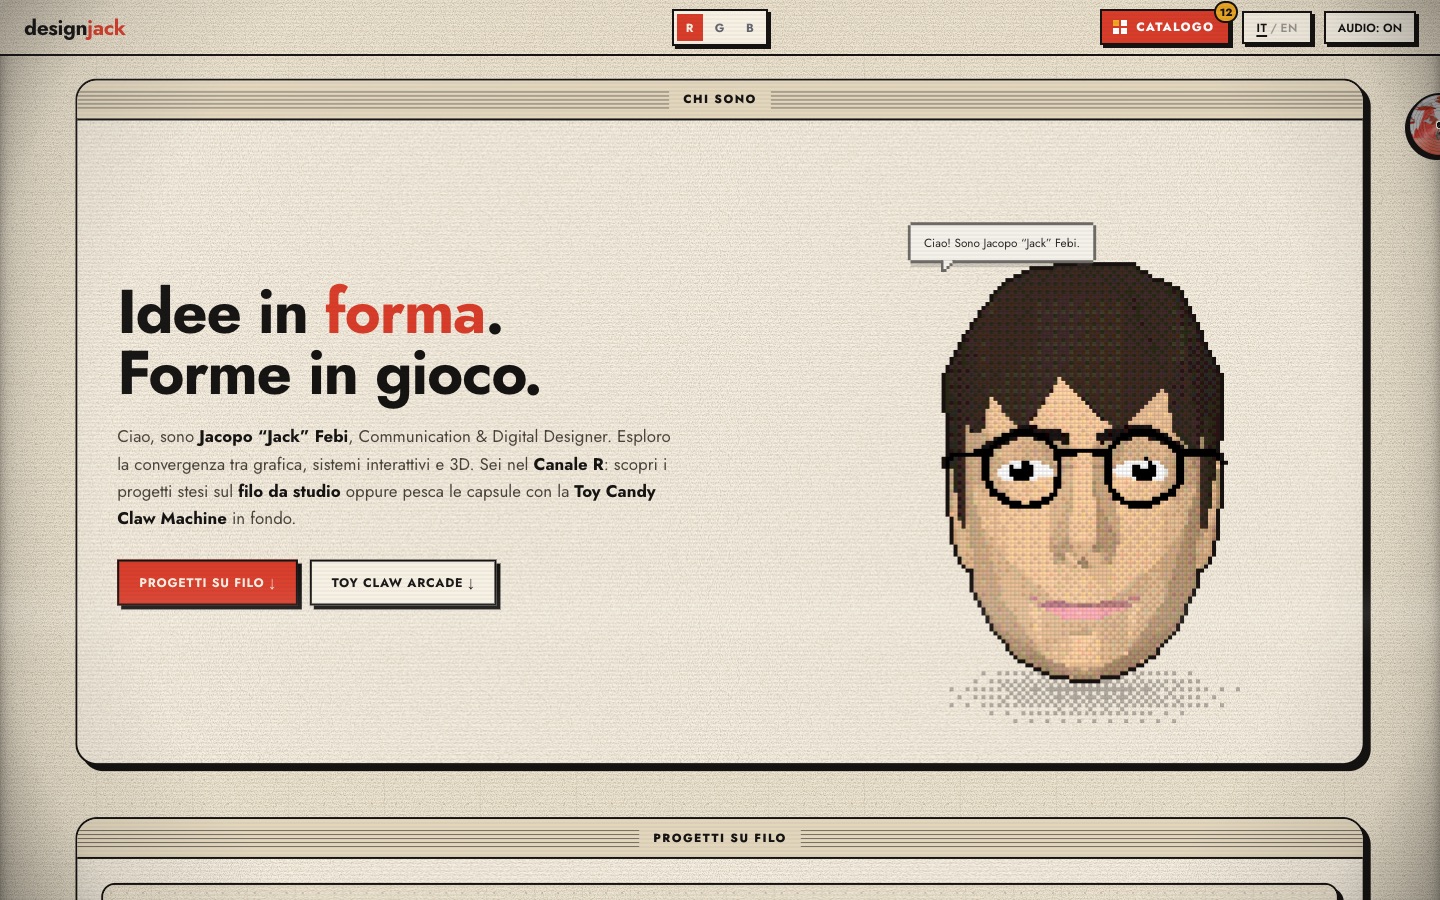 designjack
R G B
CATALOGO
12
IT / EN
AUDIO: ON
CHI SONO
Ciao! Sono Jacopo “Jack” Febi.
Idee in forma.
Forme in gioco.
Ciao, sono Jacopo “Jack” Febi, Communication & Digital Designer. Esploro
la convergenza tra grafica, sistemi interattivi e 3D. Sei nel Canale R: scopri i
progetti stesi sul filo da studio oppure pesca le capsule con la Toy Candy
Claw Machine in fondo.
PROGETTI SU FILO ↓
TOY CLAW ARCADE ↓
PROGETTI SU FILO